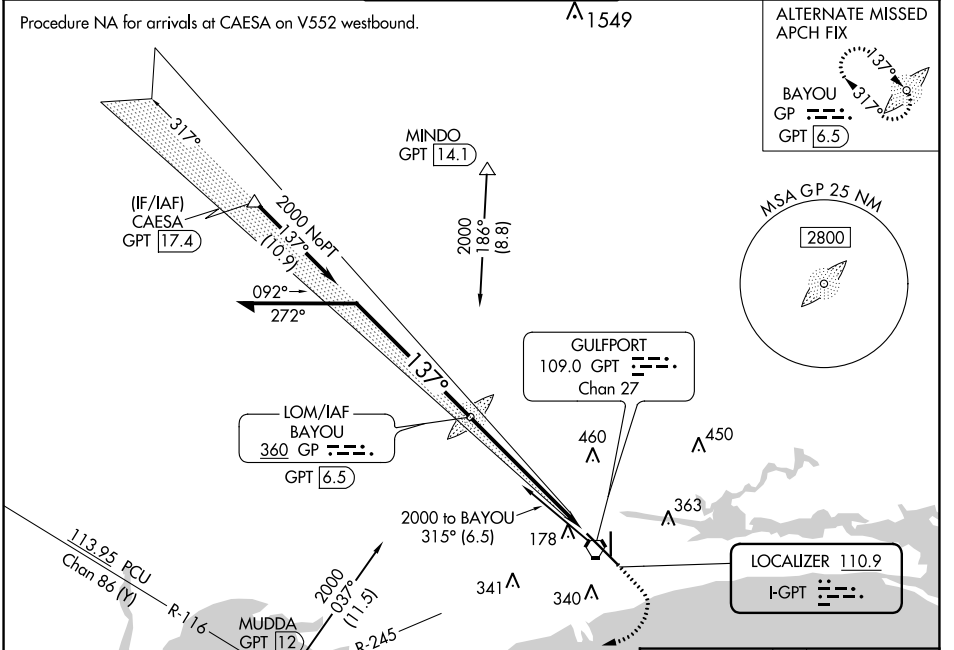 Procedure NA for arrivals at CAESA on V552 westbound.
1549
ALTERNATE MISSED
APCH FIX
137°
317°
BAYOU
GP
GPT 6.5
317°
MINDO
GPT 14.1
(IF/IAF)
CAESA
GPT 17.4
2000 NoPT
137°
(10.9)
2000
186°
(8.8)
MSA GP 25 NM
2800
092°
272°
137°
GULFPORT
109.0 GPT
Chan 27
LOM/IAF
BAYOU
360 GP
GPT 6.5
460
450
363
2000 to BAYOU
315° (6.5)
178
LOCALIZER 110.9
I-GPT
113.95 PCU
Chan 86 (Y)
R-116
2000
037°
(11.5)
341
340
MUDDA
GPT 12
R-245